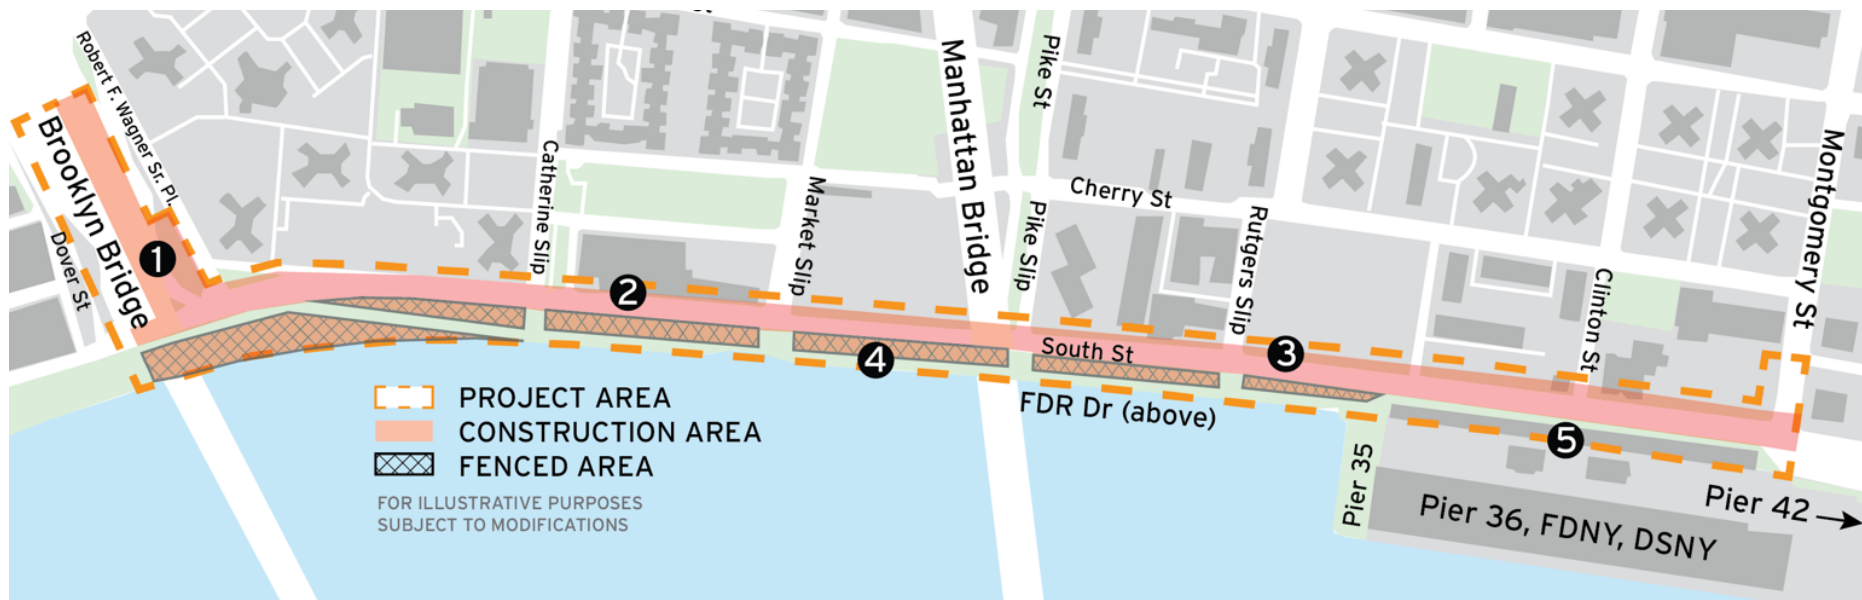 Robert F. Wagner Sr. Pl.
Brooklyn Bridge
Dover St
Catherine Slip
Market Slip
Manhattan Bridge
Pike St
Pike Slip
Cherry St
Rutgers Slip
Clinton St
Montgomery St
1
2
3
4
5
South St
FDR Dr (above)
Pier 35
Pier 36, FDNY, DSNY
Pier 42
PROJECT AREA
CONSTRUCTION AREA
FENCED AREA
FOR ILLUSTRATIVE PURPOSES
SUBJECT TO MODIFICATIONS